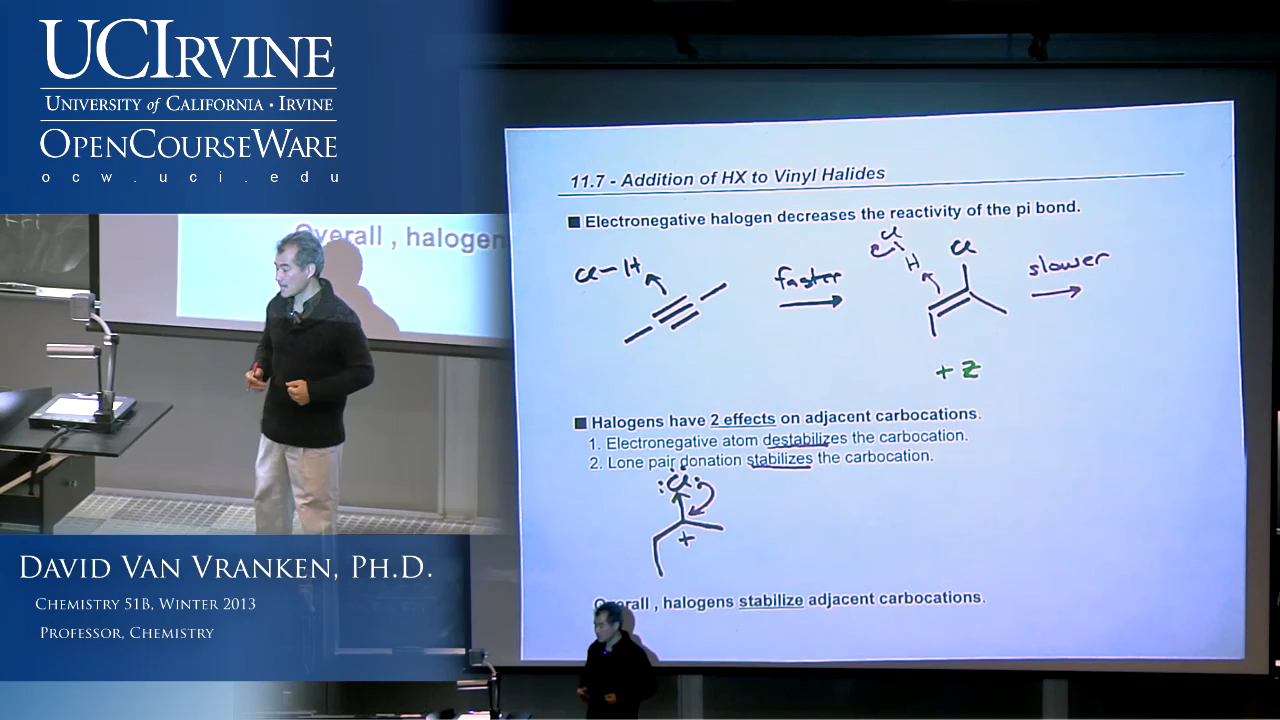 UCIRVINE
UNIVERSITY of CALIFORNIA • IRVINE
OPENCOURSEWARE
ocw.uci.edu
Overall , halogen
DAVID VAN VRANKEN, PH.D.
CHEMISTRY 51B, WINTER 2013
PROFESSOR, CHEMISTRY
11.7 - Addition of HX to Vinyl Halides
■ Electronegative halogen decreases the reactivity of the pi bond.
Cl
Cl-H
faster
H
Cl
slower
+ Z
■ Halogens have 2 effects on adjacent carbocations.
1. Electronegative atom destabilizes the carbocation.
2. Lone pair donation stabilizes the carbocation.
:Cl:
+
Overall , halogens stabilize adjacent carbocations.